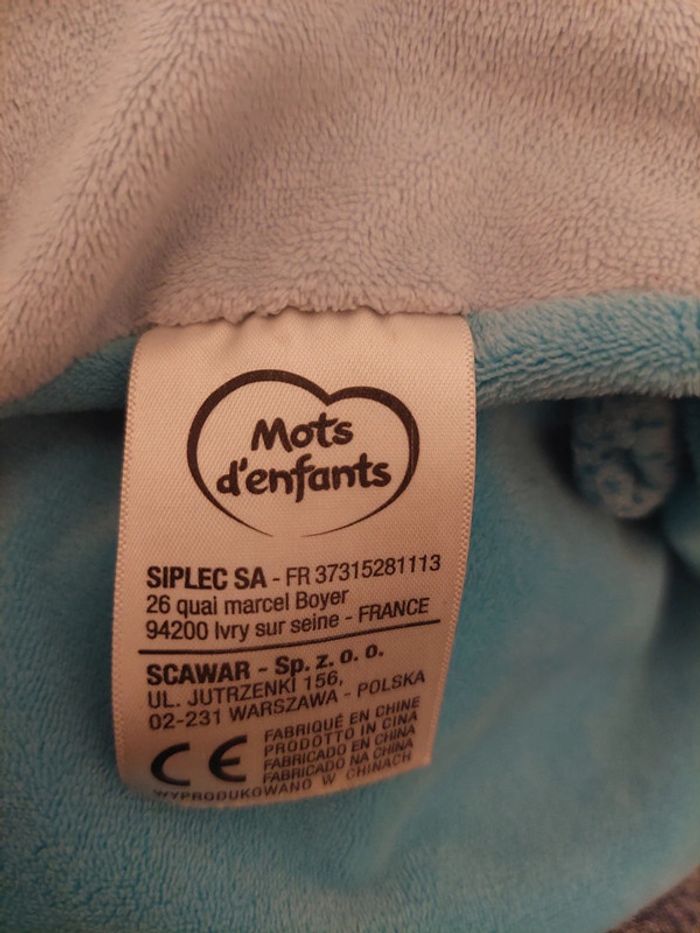 Mots
d'enfants
SIPLEC SA - FR 37315281113
26 quai marcel Boyer
94200 Ivry sur seine - FRANCE
SCAWAR - Sp. z. o. o.
UL. JUTRZENKI 156,
02-231 WARSZAWA - POLSKA
CE
FABRIQUÉ EN CHINE
PRODOTTO IN CINA
FABRICADO EN CHINA
FABRICADO NA CHINA
WYPRODUKOWANO W CHINACH